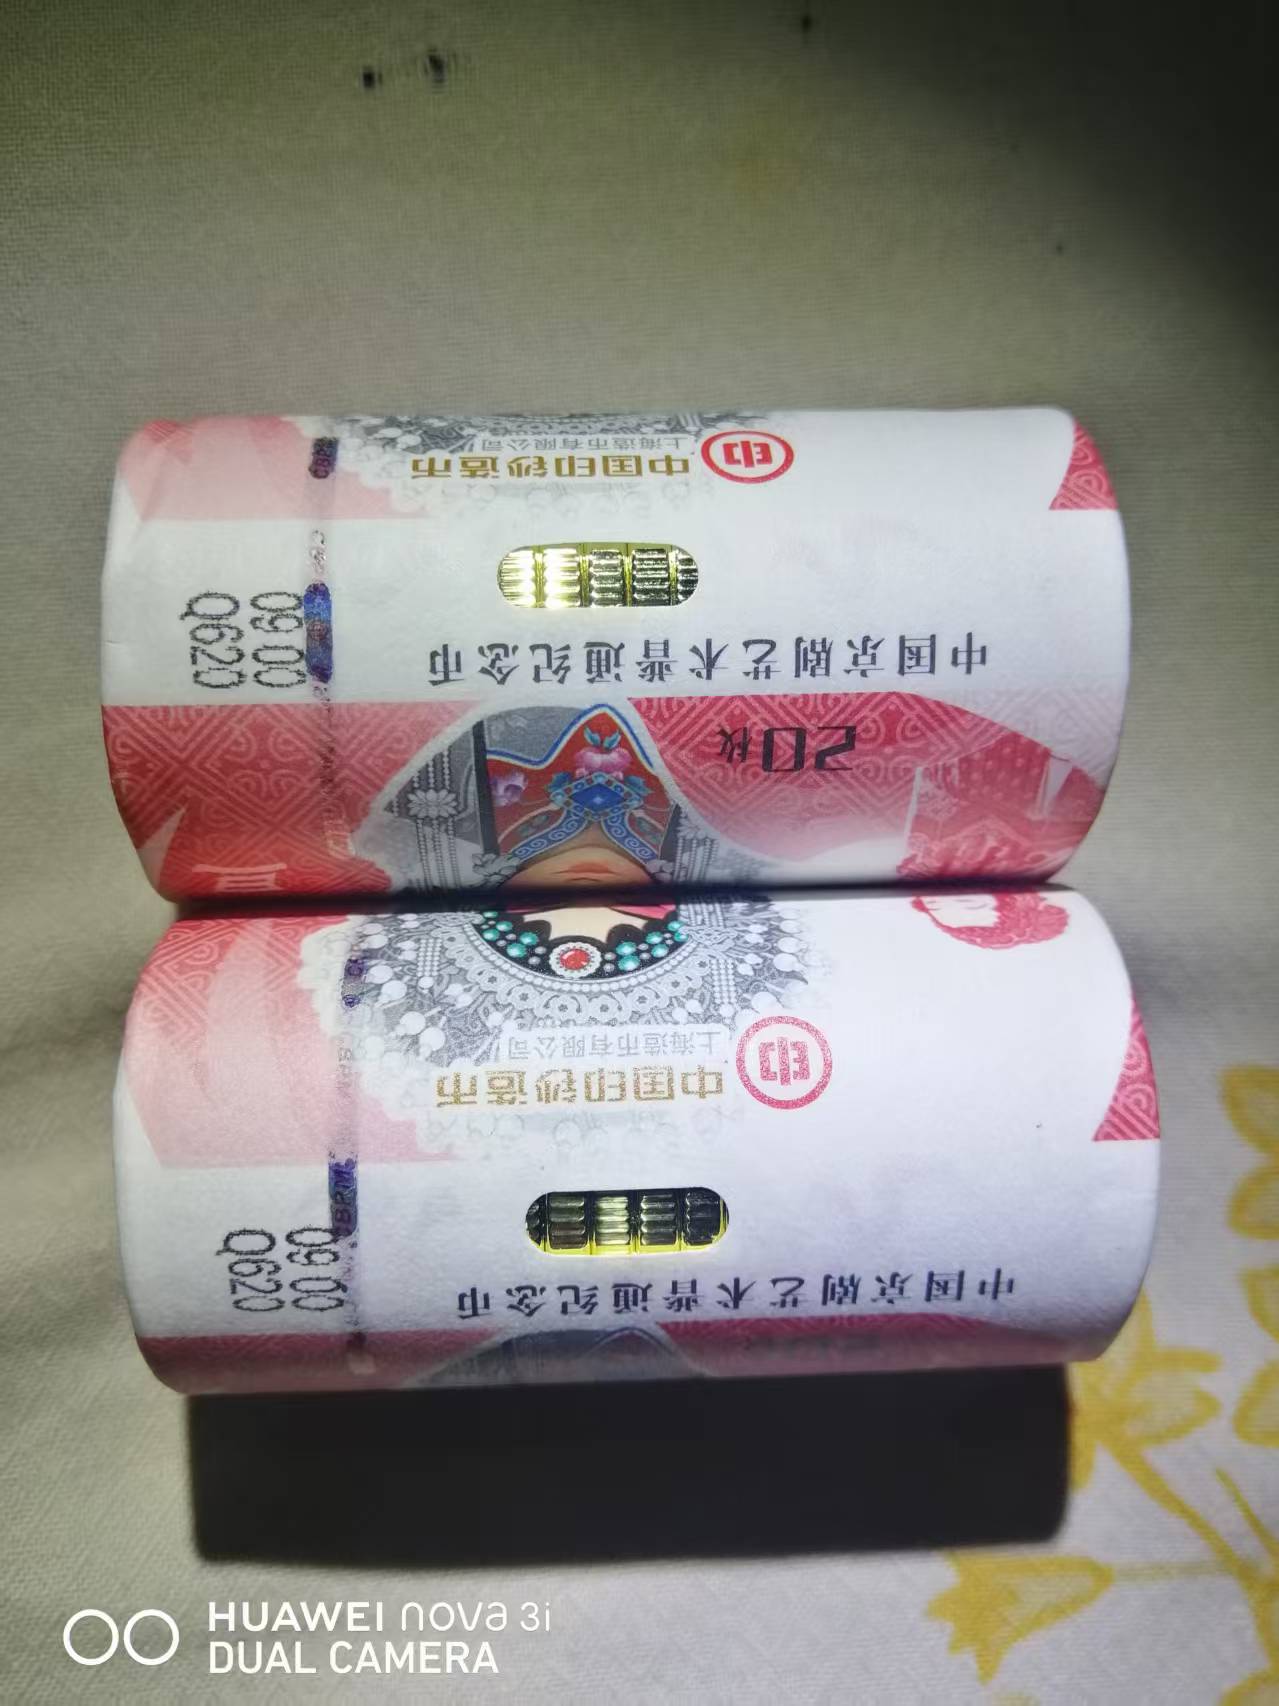 印
中国印钞造币
上海造币有限公司
09 00
Q620
中国京剧艺术普通纪念币
20枚
印
中国印钞造币
上海造币有限公司
09 00
Q620
中国京剧艺术普通纪念币
HUAWEI nova 3i
DUAL CAMERA